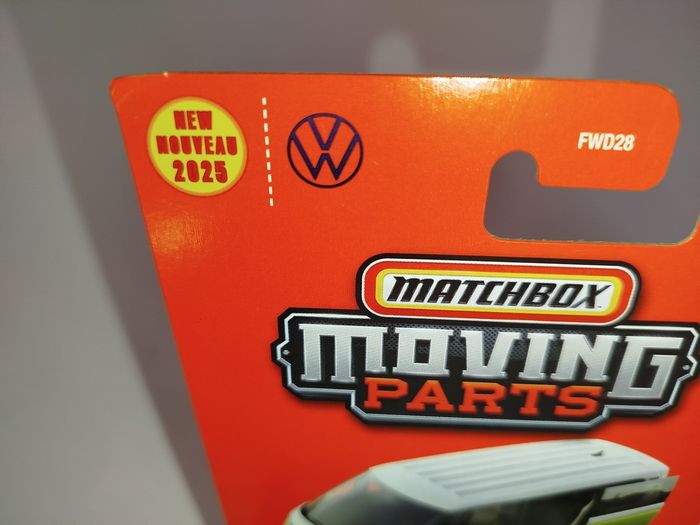 NEW
NOUVEAU
2025
FWD28
MATCHBOX
MOVING
PARTS